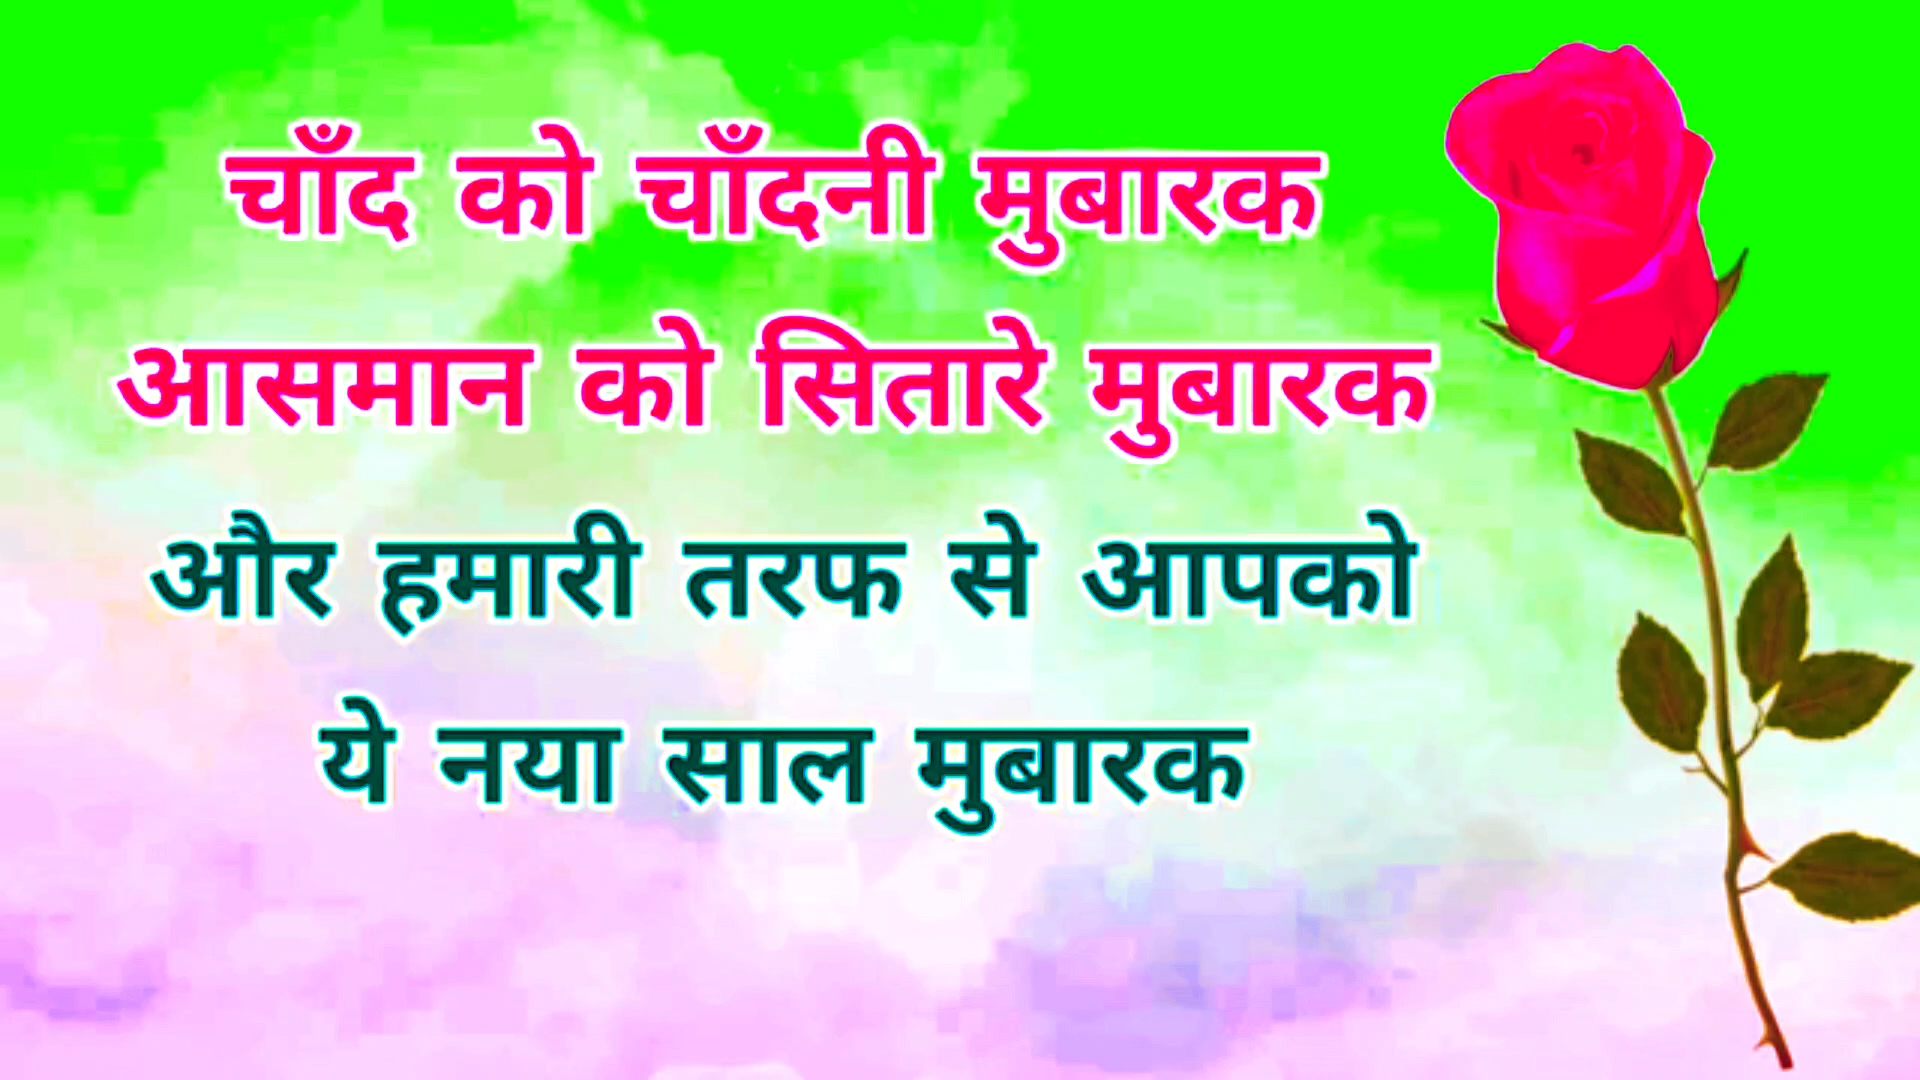 चाँद को चाँदनी मुबारक
आसमान को सितारे मुबारक
और हमारी तरफ से आपको
ये नया साल मुबारक